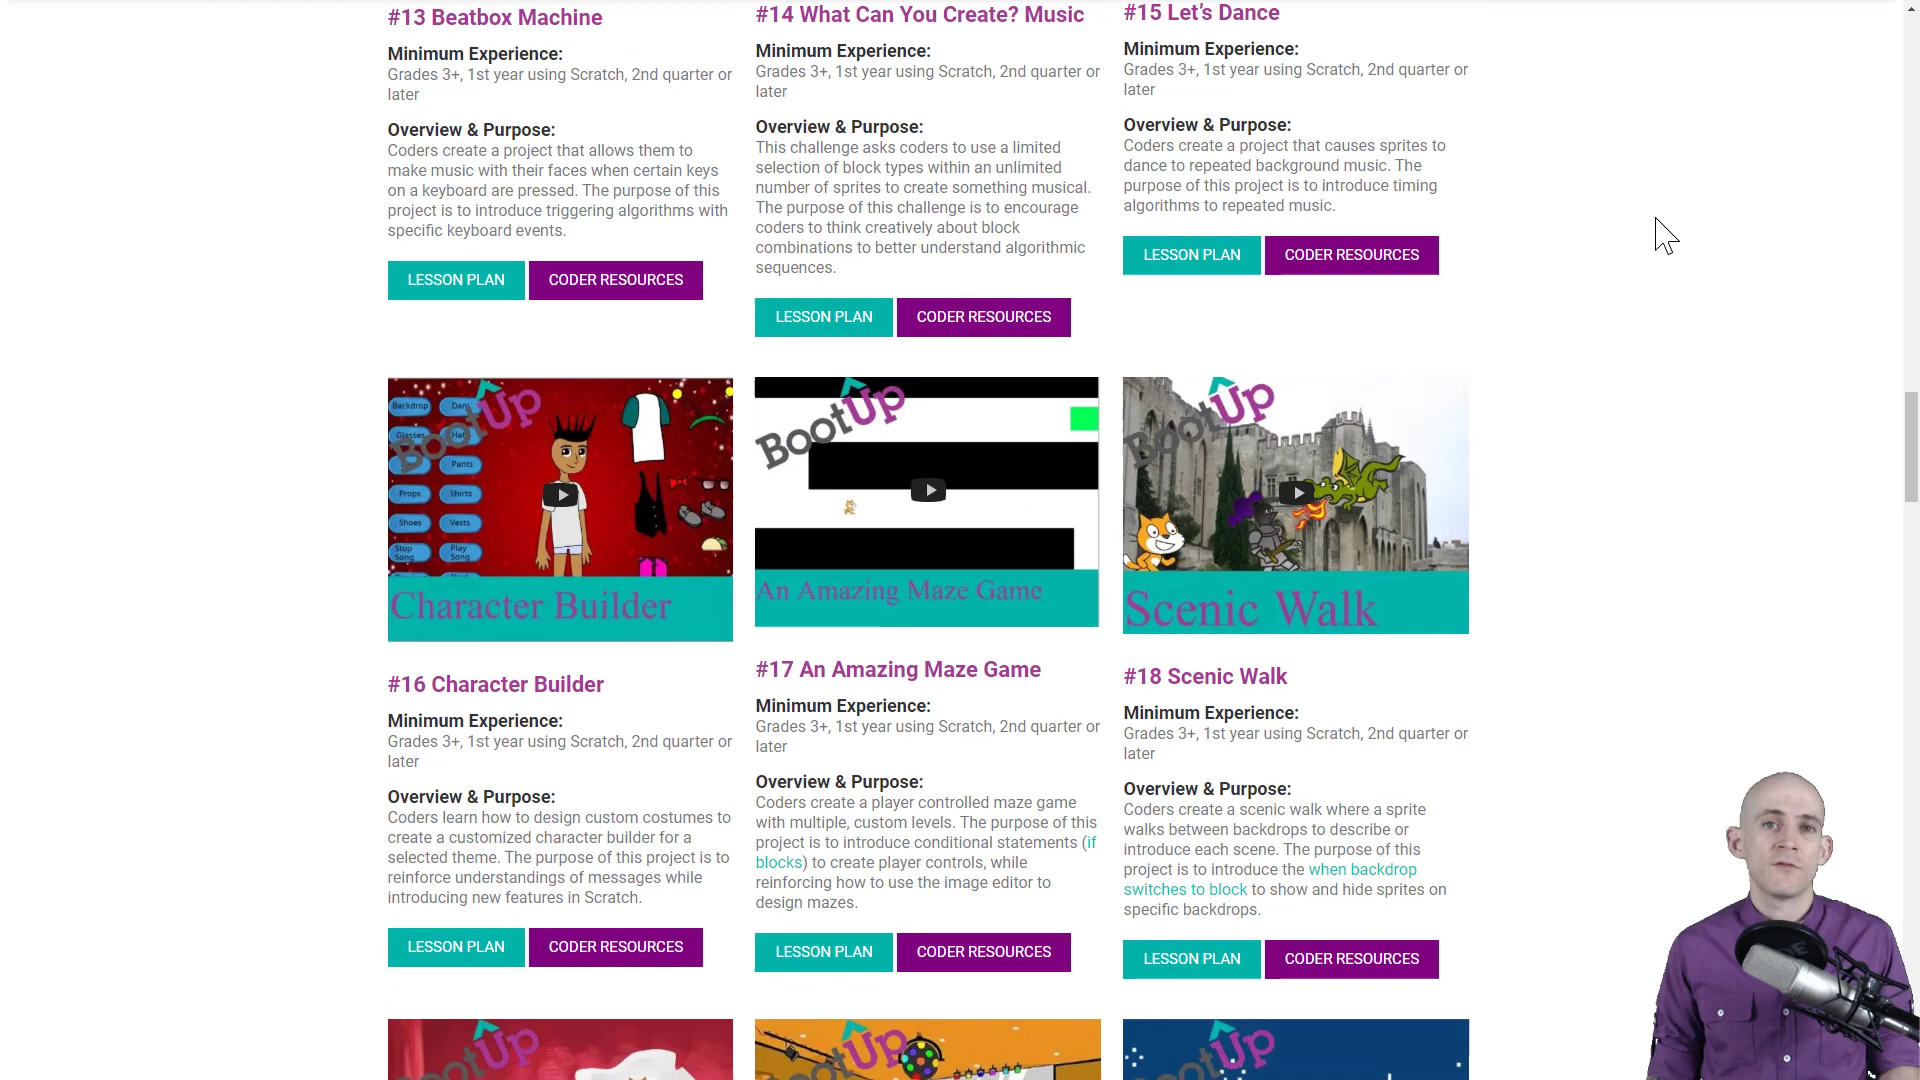 #13 Beatbox Machine
Minimum Experience:
Grades 3+, 1st year using Scratch, 2nd quarter or
later
Overview & Purpose:
Coders create a project that allows them to
make music with their faces when certain keys
on a keyboard are pressed. The purpose of this
project is to introduce triggering algorithms with
specific keyboard events.
LESSON PLAN
CODER RESOURCES
#14 What Can You Create? Music
Minimum Experience:
Grades 3+, 1st year using Scratch, 2nd quarter or
later
Overview & Purpose:
This challenge asks coders to use a limited
selection of block types within an unlimited
number of sprites to create something musical.
The purpose of this challenge is to encourage
coders to think creatively about block
combinations to better understand algorithmic
sequences.
LESSON PLAN
CODER RESOURCES
#15 Let’s Dance
Minimum Experience:
Grades 3+, 1st year using Scratch, 2nd quarter or
later
Overview & Purpose:
Coders create a project that causes sprites to
dance to repeated background music. The
purpose of this project is to introduce timing
algorithms to repeated music.
LESSON PLAN
CODER RESOURCES
BootUp
Backdrop
Glasses
Pants
Props
Shirts
Shoes
Vests
Stop
Song
Play
Song
Character Builder
BootUp
An Amazing Maze Game
BootUp
Scenic Walk
#16 Character Builder
Minimum Experience:
Grades 3+, 1st year using Scratch, 2nd quarter or
later
Overview & Purpose:
Coders learn how to design custom costumes to
create a customized character builder for a
selected theme. The purpose of this project is to
reinforce understandings of messages while
introducing new features in Scratch.
LESSON PLAN
CODER RESOURCES
#17 An Amazing Maze Game
Minimum Experience:
Grades 3+, 1st year using Scratch, 2nd quarter or
later
Overview & Purpose:
Coders create a player controlled maze game
with multiple, custom levels. The purpose of this
project is to introduce conditional statements (if
blocks) to create player controls, while
reinforcing how to use the image editor to
design mazes.
LESSON PLAN
CODER RESOURCES
#18 Scenic Walk
Minimum Experience:
Grades 3+, 1st year using Scratch, 2nd quarter or
later
Overview & Purpose:
Coders create a scenic walk where a sprite
walks between backdrops to describe or
introduce each scene. The purpose of this
project is to introduce the when backdrop
switches to block to show and hide sprites on
specific backdrops.
LESSON PLAN
CODER RESOURCES
BootUp
BootUp
BootUp